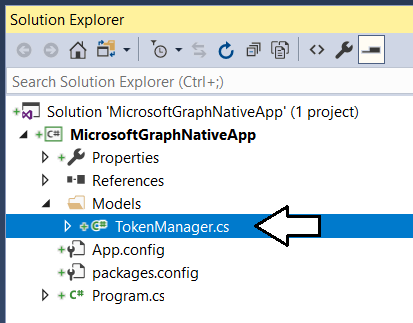 Solution Explorer
Search Solution Explorer (Ctrl+;)
Solution 'MicrosoftGraphNativeApp' (1 project)
C# MicrosoftGraphNativeApp
Properties
References
Models
C# TokenManager.cs
App.config
packages.config
C# Program.cs